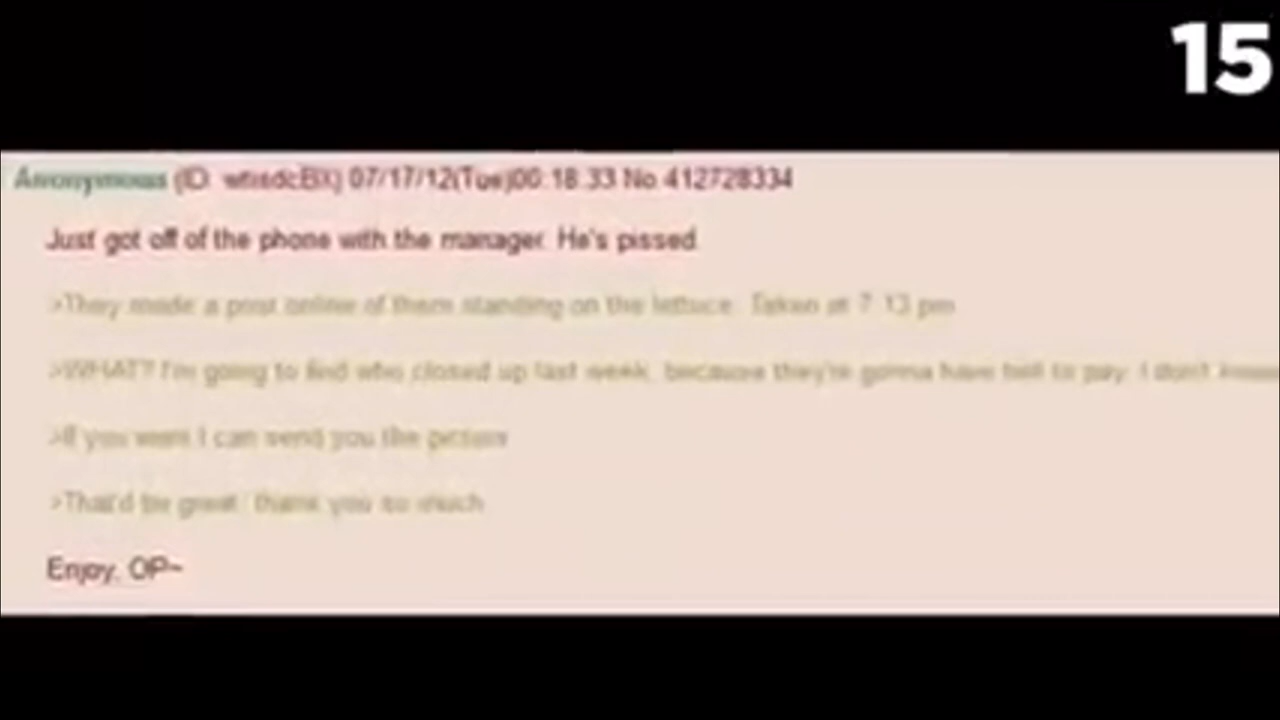 15
Anonymous (ID: ) 07/17/12(Tue)00:18:33 No.412728334
Just got off of the phone with the manager. He's pissed.
>They made a post online of them standing on the lettuce. Taken at 7:13 pm
>WHAT? I'm going to find who closed up last week, because they're gonna have hell to pay. I don't know
>If you want I can send you the picture
>That'd be great, thank you so much
Enjoy, OP~